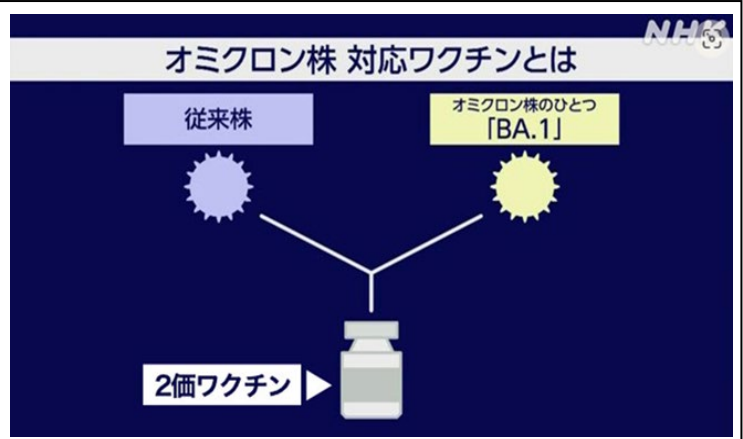 NHK
オミクロン株 対応ワクチンとは
従来株
オミクロン株のひとつ
「BA.1」
2価ワクチン